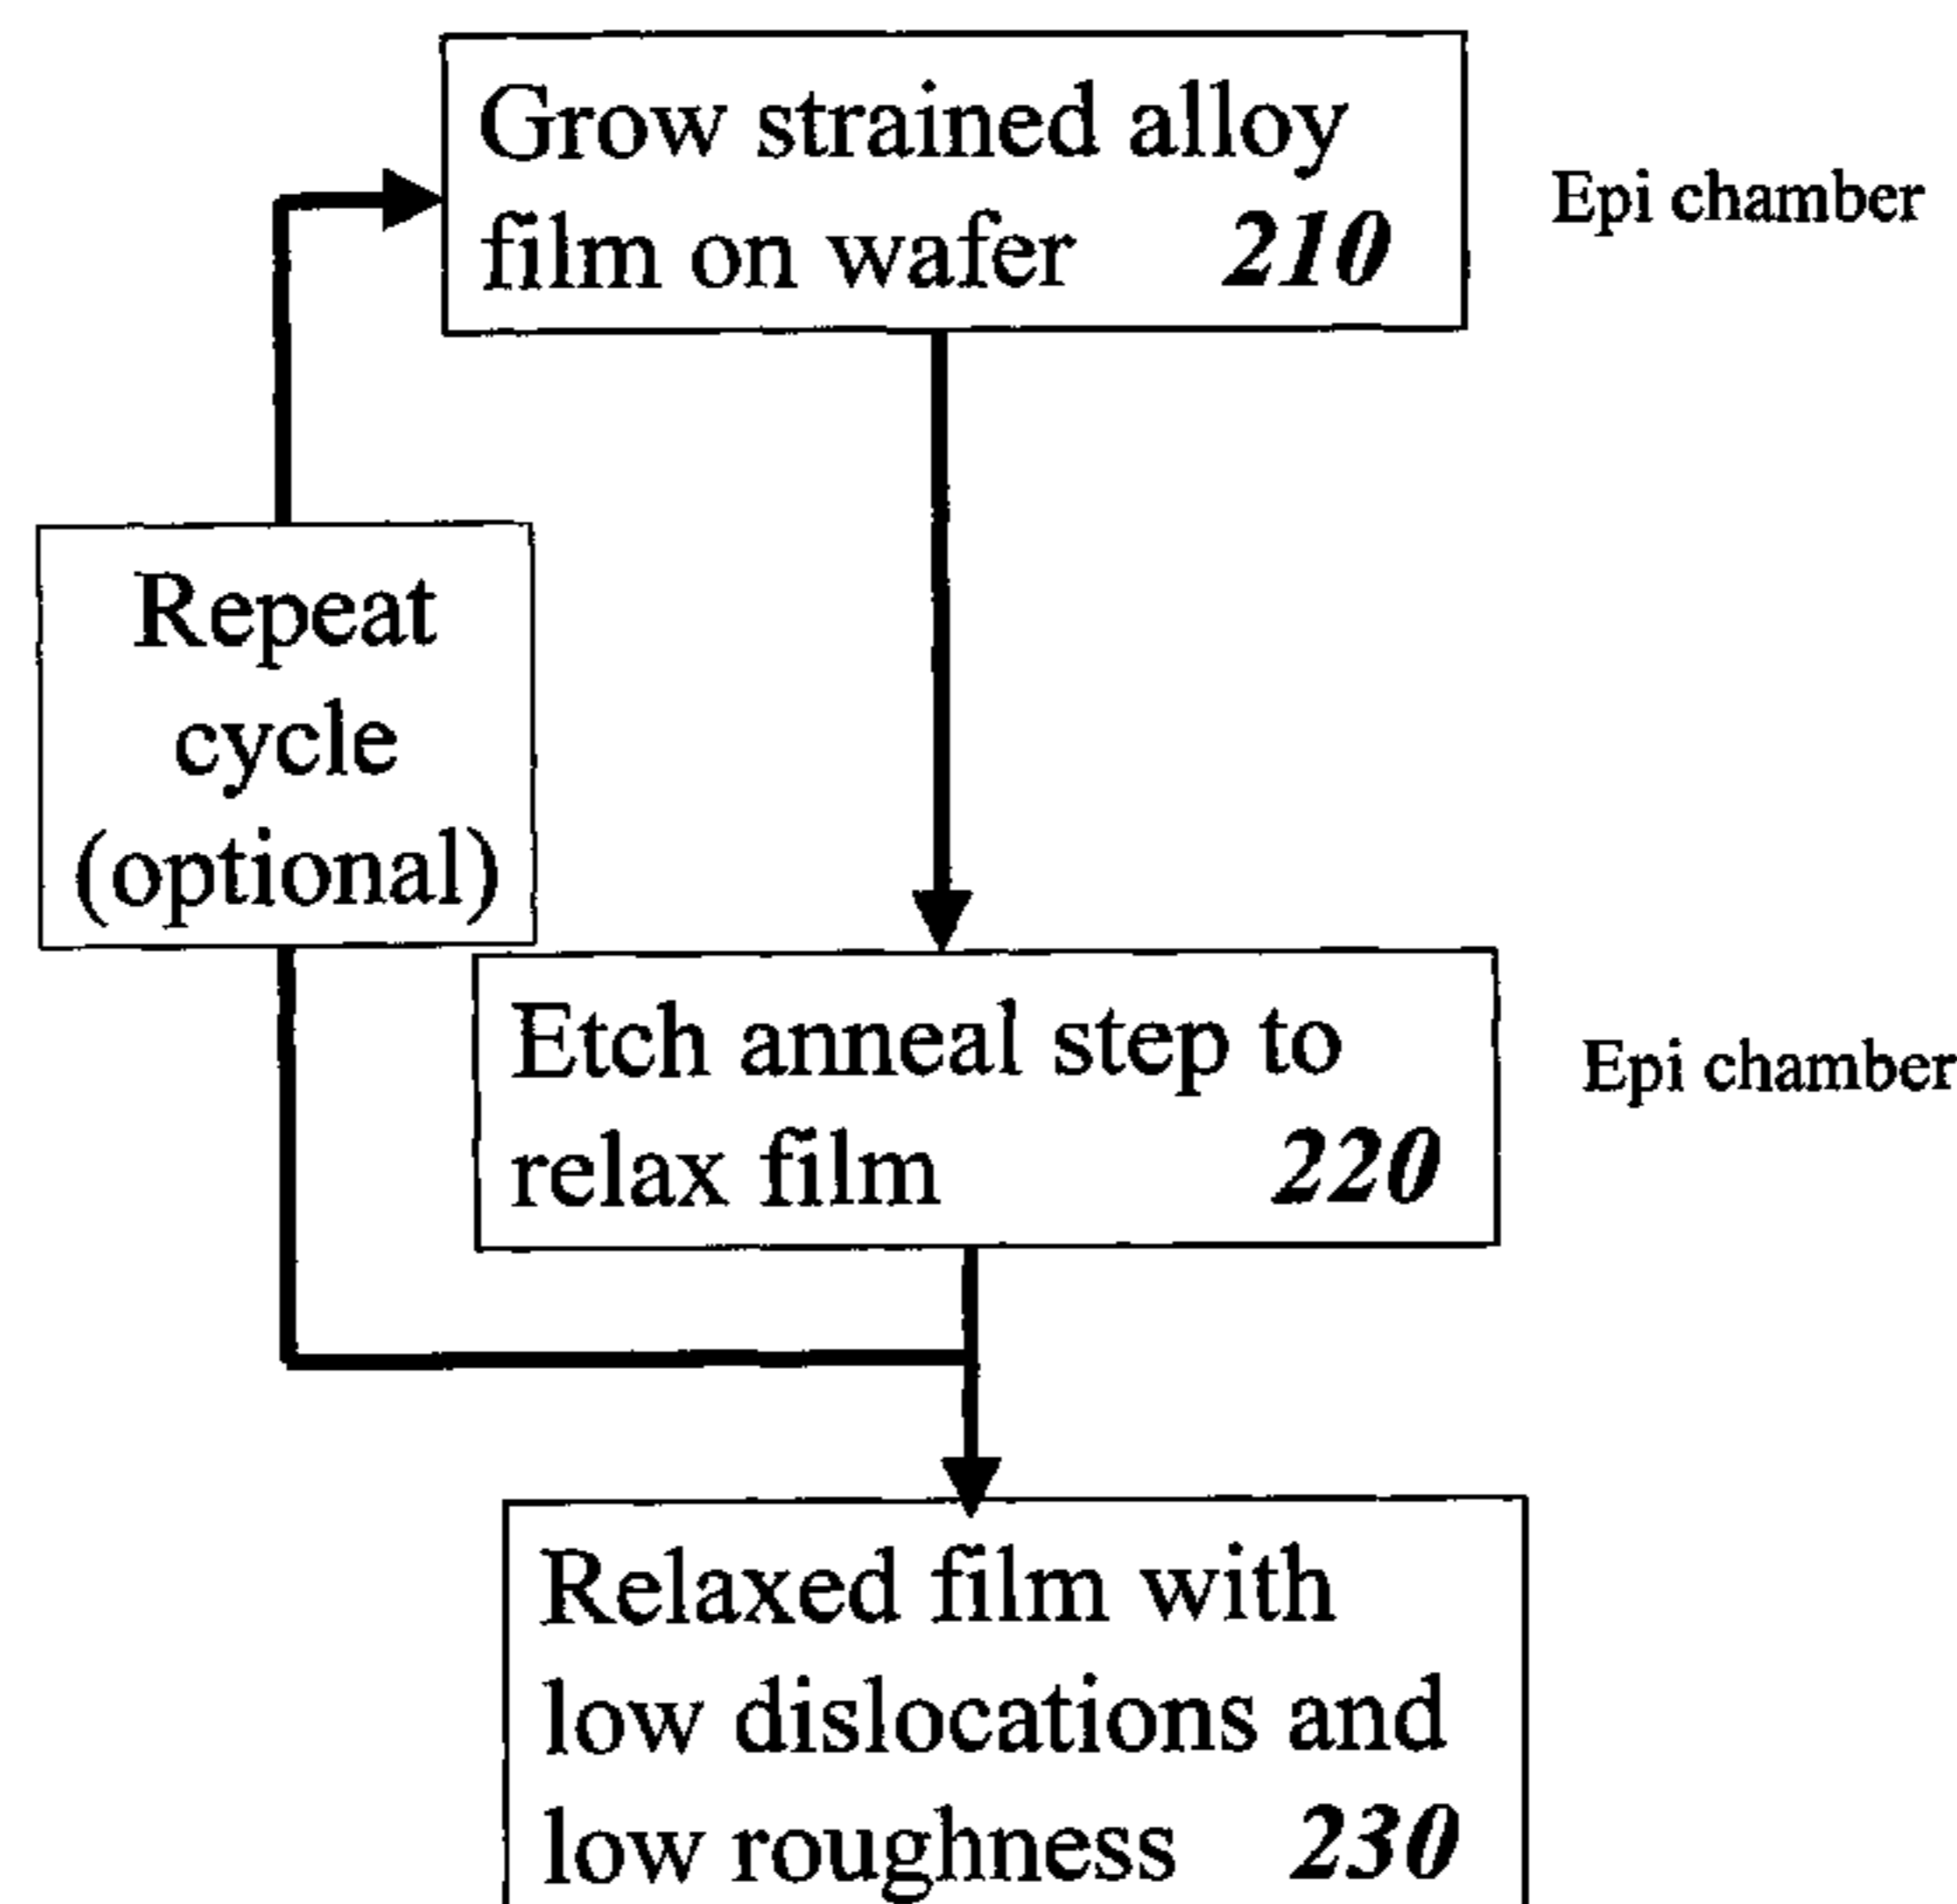 Grow strained alloy
film on wafer 210
Epi chamber
Repeat
cycle
(optional)
Etch anneal step to
relax film 220
Epi chamber
Relaxed film with
low dislocations and
low roughness 230